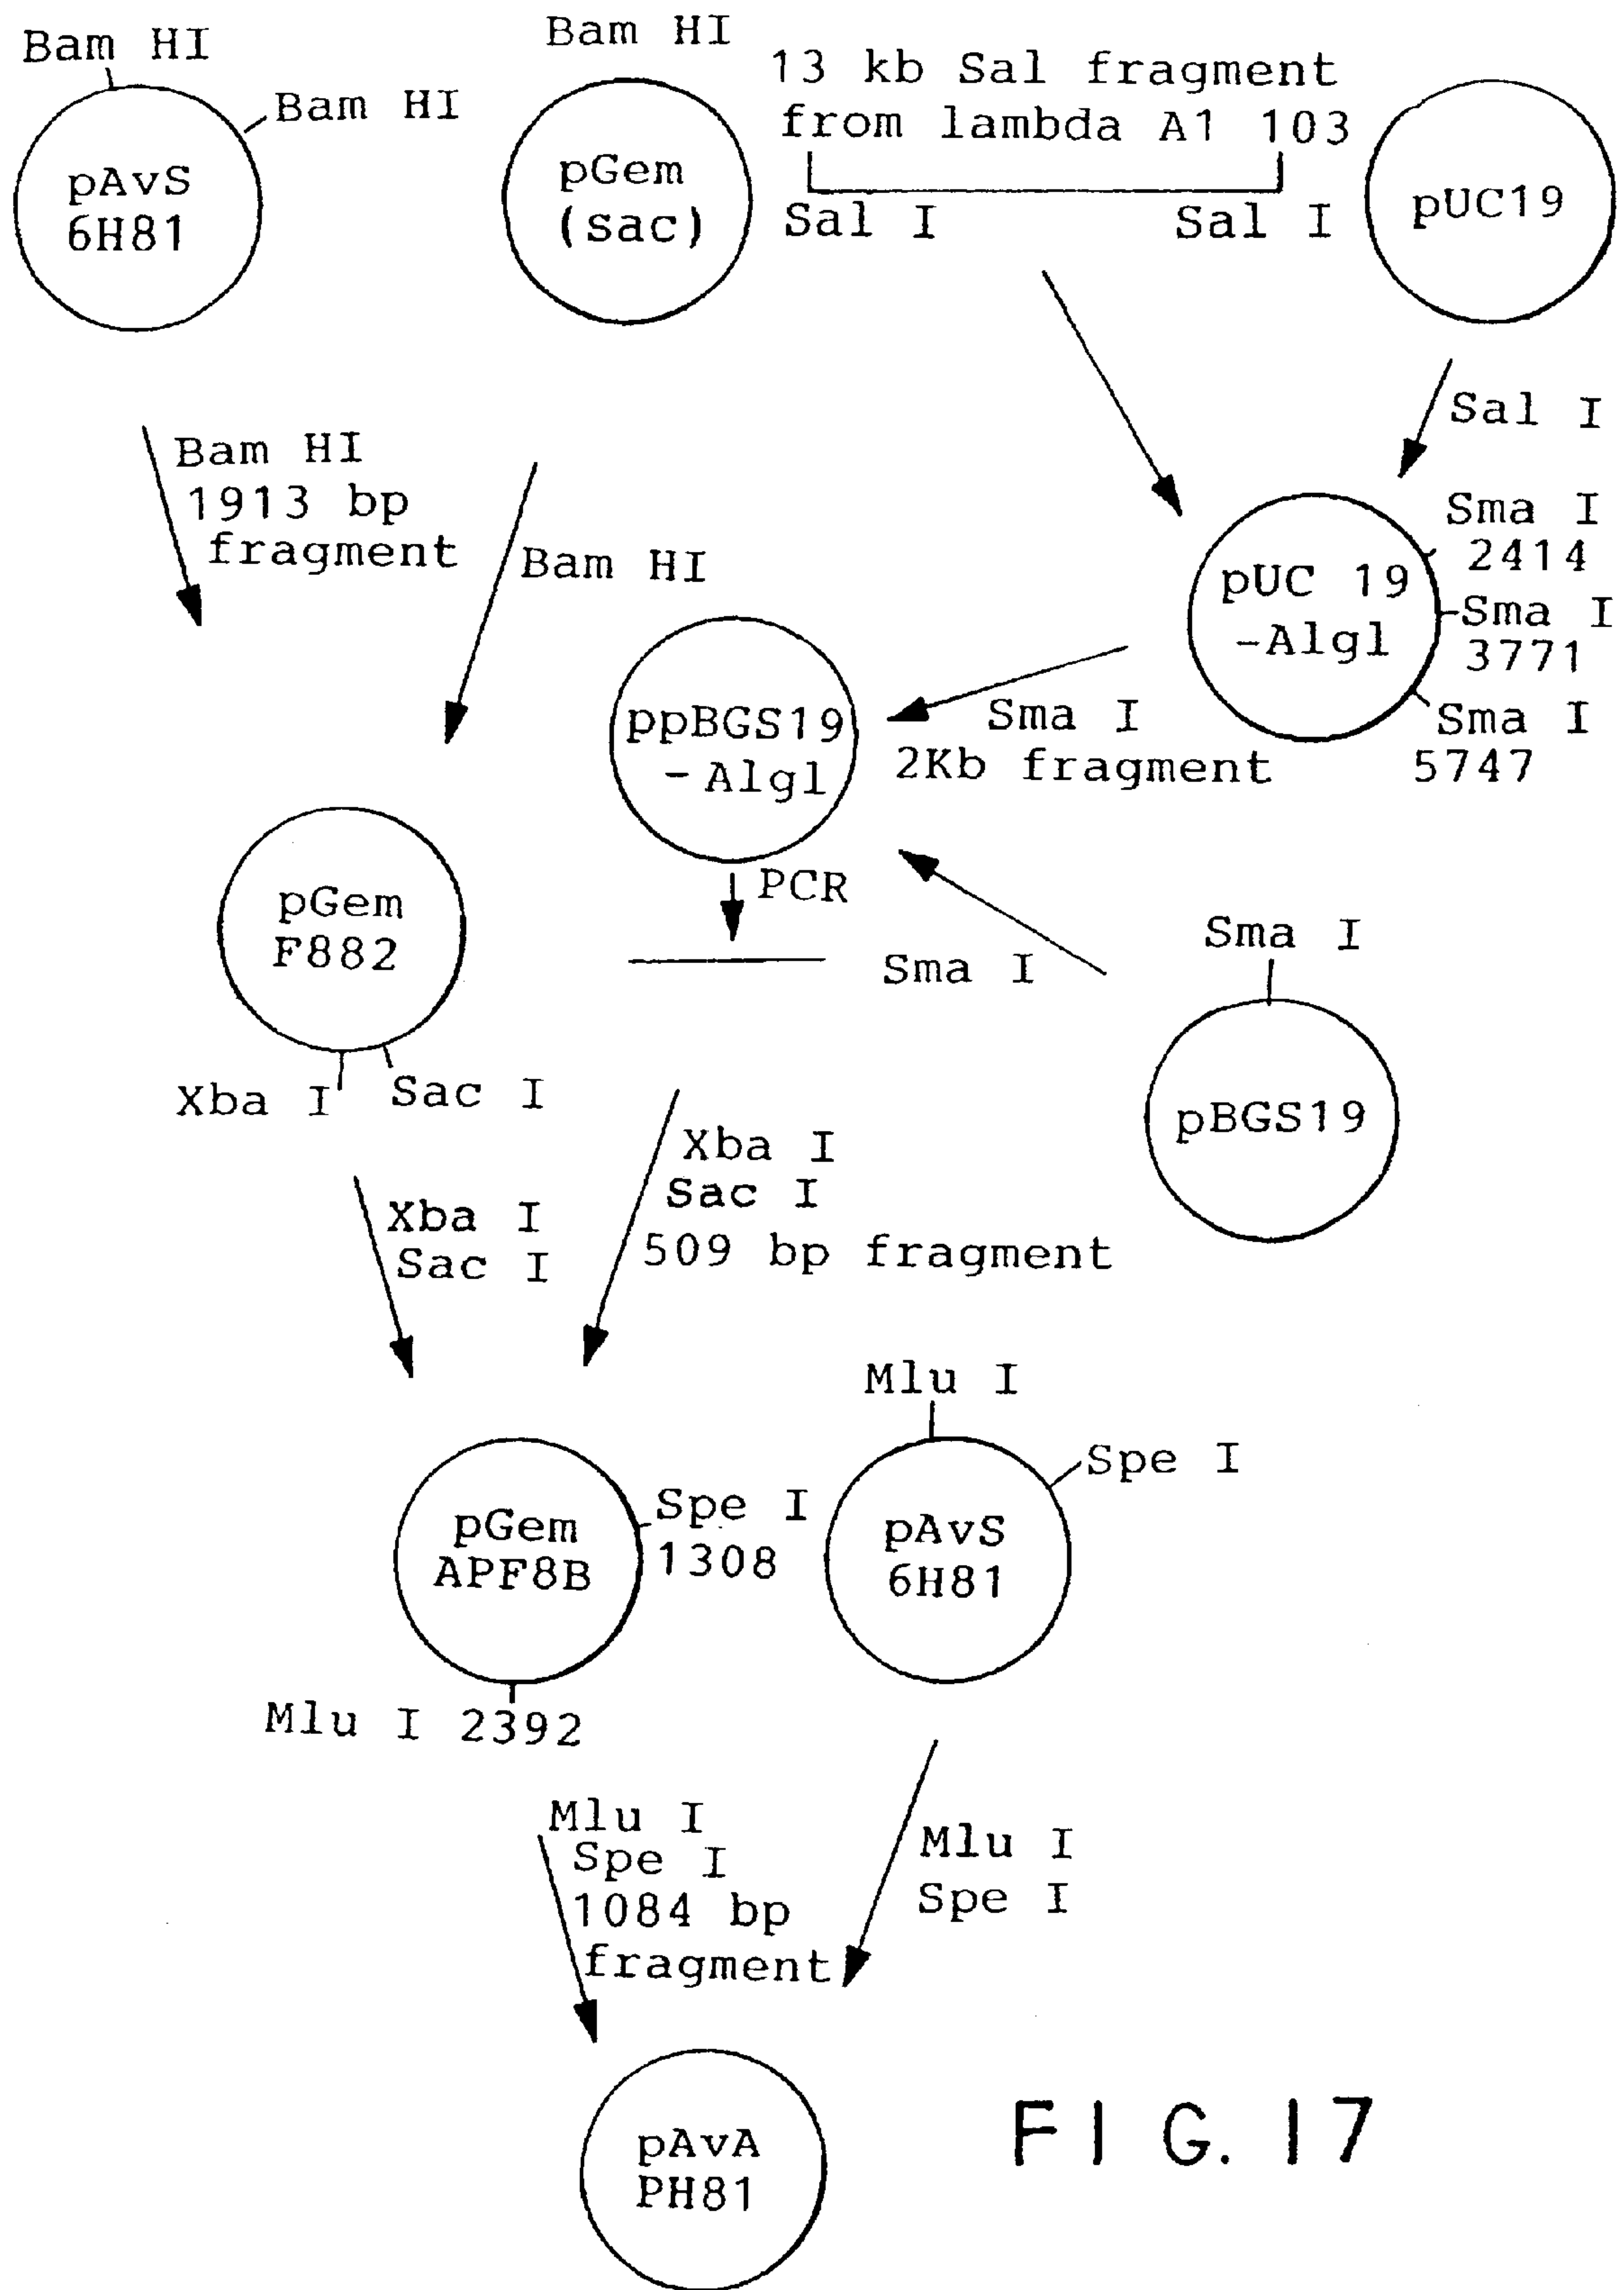 Bam HI
Bam HI
pAvS
6H81
Bam HI
pGem
(sac)
13 kb Sal fragment
from lambda A1 103
Sal I
Sal I
pUC19
Sal I
Bam HI
1913 bp
fragment
Bam HI
pUC 19
-Algl
Sma I
2414
Sma I
3771
Sma I
5747
ppBGS19
-Algl
Sma I
2Kb fragment
PCR
Sma I
Sma I
pBGS19
pGem
F882
Xba I
Sac I
Xba I
Sac I
Xba I
Sac I
509 bp fragment
pGem
APF8B
Spe I
1308
Mlu I 2392
Mlu I
Spe I
pAvS
6H81
Mlu I
Spe I
1084 bp
fragment
Mlu I
Spe I
pAvA
PH81
FIG. 17